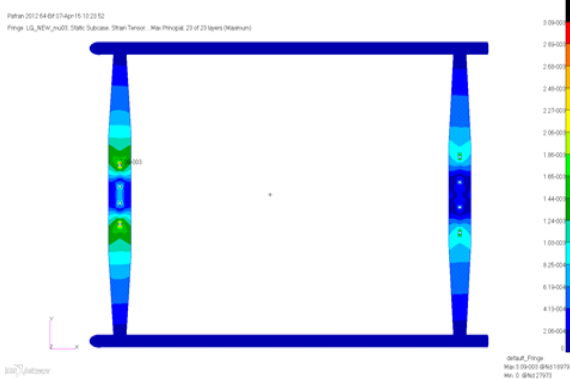 Patran 2012 64-Bit 07-Apr-15 13:23:52
Fringe: LG_NEW_mu05, Static Subcase, Strain Tensor, , Max Principal, 23 of 23 layers (Maximum)
3.09-003
2.89-003
2.68-003
2.46-003
2.27-003
2.06-003
1.86-003
1.65-003
1.44-003
1.24-003
1.03-003
8.25-004
6.19-004
4.13-004
2.06-004
0.
Y
Z X
default_Fringe :
Max 3.09-003 @Nd 18979
Min 0. @Nd 27973